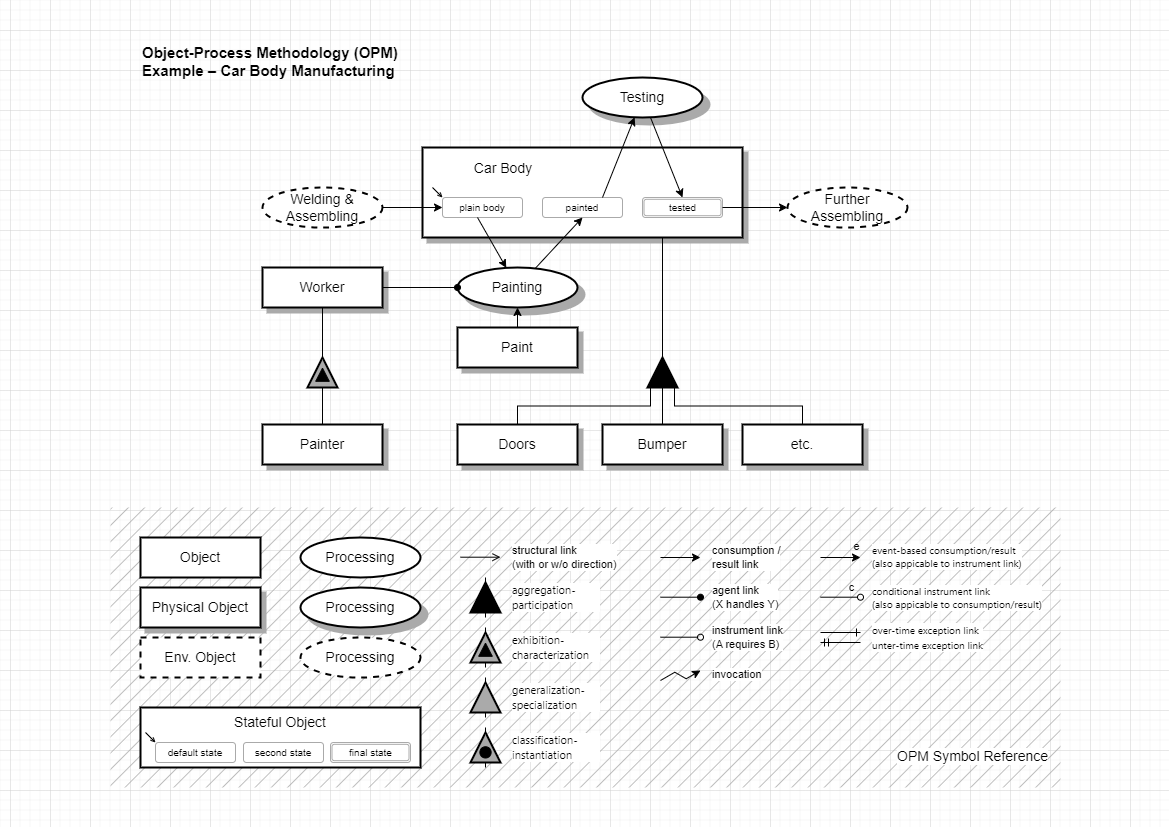 Object-Process Methodology (OPM)
Example – Car Body Manufacturing
Testing
Car Body
Welding &
Assembling
plain body
painted
tested
Further
Assembling
Worker
Painting
Paint
Painter
Doors
Bumper
etc.
Object
Processing
Physical Object
Processing
Env. Object
Processing
Stateful Object
default state
second state
final state
structural link
(with or w/o direction)
aggregation-
participation
exhibition-
characterization
generalization-
specialization
classification-
instantiation
consumption /
result link
agent link
(X handles Y)
instrument link
(A requires B)
invocation
e
event-based consumption/result
(also appicable to instrument link)
c
conditional instrument link
(also appicable to consumption/result)
over-time exception link
unter-time exception link
OPM Symbol Reference